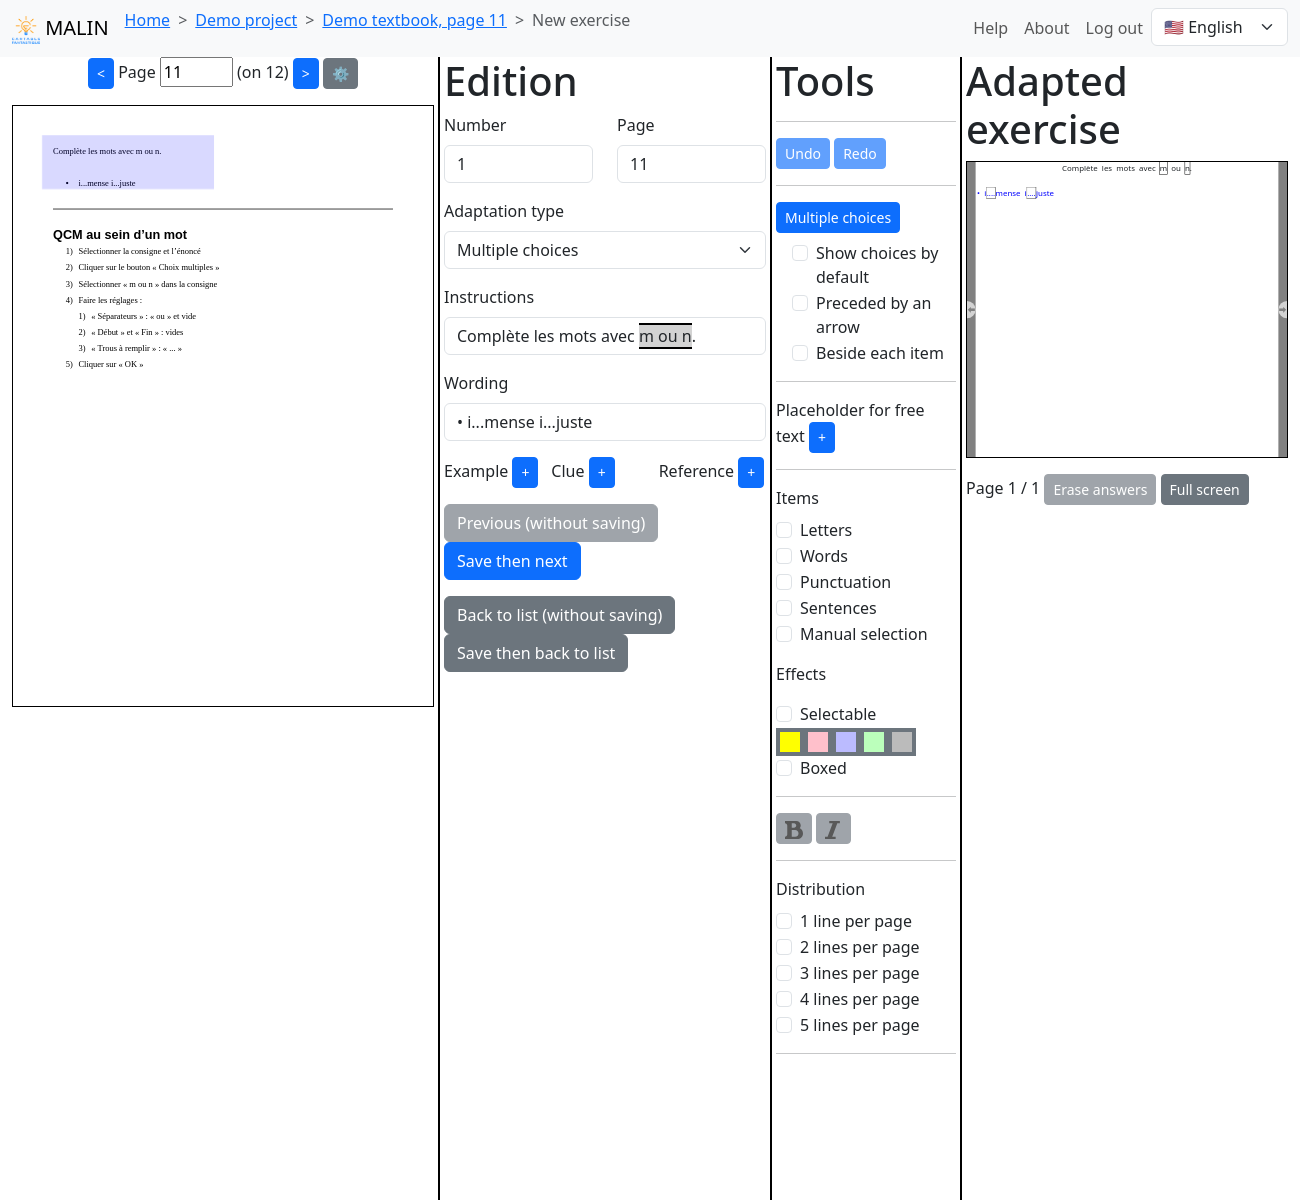 MALIN
Home > Demo project > Demo textbook, page 11 > New exercise
Help About Log out 🇺🇸 English
< Page 11 (on 12) > ⚙️
Complète les mots avec m ou n.
• i...mense i...juste
QCM au sein d’un mot
1) Sélectionner la consigne et l’énoncé
2) Cliquer sur le bouton « Choix multiples »
3) Sélectionner « m ou n » dans la consigne
4) Faire les réglages :
1) « Séparateurs » : « ou » et vide
2) « Début » et « Fin » : vides
3) « Trous à remplir » : « ... »
5) Cliquer sur « OK »
Edition
Number Page
1 11
Adaptation type
Multiple choices
Instructions
Complète les mots avec m ou n.
Wording
• i...mense i...juste
Example + Clue + Reference +
Previous (without saving)
Save then next
Back to list (without saving)
Save then back to list
Tools
Undo Redo
Multiple choices
Show choices by
default
Preceded by an
arrow
Beside each item
Placeholder for free
text +
Items
Letters
Words
Punctuation
Sentences
Manual selection
Effects
Selectable
Boxed
B I
Distribution
1 line per page
2 lines per page
3 lines per page
4 lines per page
5 lines per page
Adapted
exercise
Complète les mots avec m ou n.
• i...mense i...juste
Page 1 / 1 Erase answers Full screen